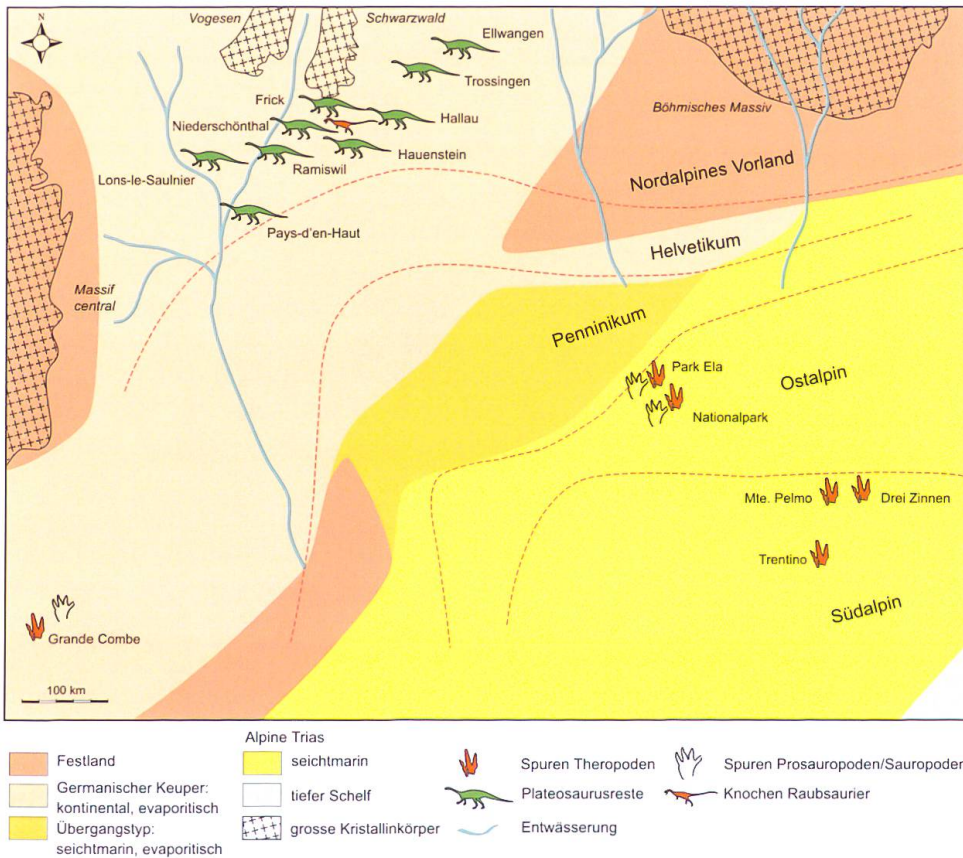 N
Vogesen
Schwarzwald
Ellwangen
Trossingen
Frick
Hallau
Niederschönthal
Böhmisches Massiv
Hauenstein
Lons-le-Saulnier
Ramiswil
Nordalpines Vorland
Pays-d'en-Haut
Helvetikum
Massif
central
Penninikum
Park Ela
Ostalpin
Nationalpark
Mte. Pelmo
Drei Zinnen
Trentino
Südalpin
Grande Combe
100 km
Festland
Germanischer Keuper:
kontinental, evaporitisch
Übergangstyp:
seichtmarin, evaporitisch
Alpine Trias
seichtmarin
tiefer Schelf
grosse Kristallinkörper
Spuren Theropoden
Plateosaurusreste
Entwässerung
Spuren Prosauropoden/Sauropoden
Knochen Raubsaurier